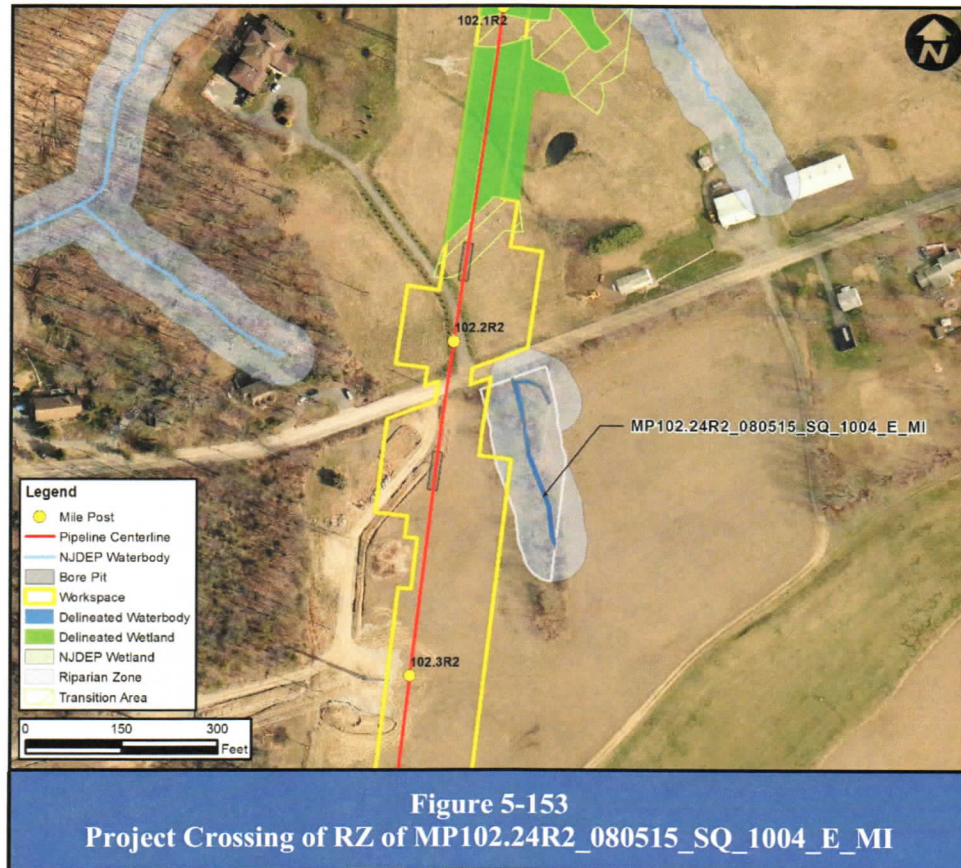 102.1R2
N
102.2R2
MP102.24R2_080515_SQ_1004_E_MI
102.3R2
Legend
Mile Post
Pipeline Centerline
NJDEP Waterbody
Bore Pit
Workspace
Delineated Waterbody
Delineated Wetland
NJDEP Wetland
Riparian Zone
Transition Area
0 150 300
Feet
Figure 5-153
Project Crossing of RZ of MP102.24R2_080515_SQ_1004_E_MI